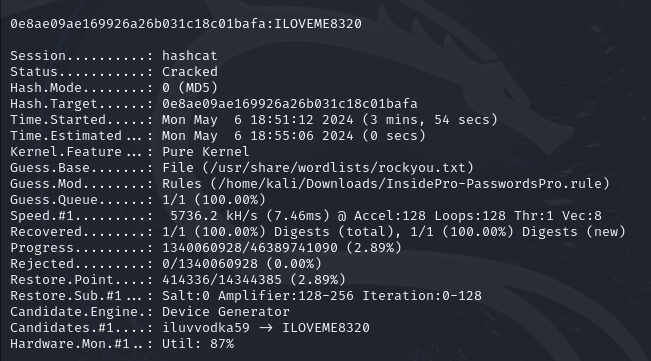 0e8ae09ae169926a26b031c18c01bafa:ILOVEME8320
Session..........: hashcat
Status...........: Cracked
Hash.Mode........: 0 (MD5)
Hash.Target......: 0e8ae09ae169926a26b031c18c01bafa
Time.Started.....: Mon May  6 18:51:12 2024 (3 mins, 54 secs)
Time.Estimated...: Mon May  6 18:55:06 2024 (0 secs)
Kernel.Feature...: Pure Kernel
Guess.Base.......: File (/usr/share/wordlists/rockyou.txt)
Guess.Mod........: Rules (/home/kali/Downloads/InsidePro-PasswordsPro.rule)
Guess.Queue......: 1/1 (100.00%)
Speed.#1.........:  5736.2 kH/s (7.46ms) @ Accel:128 Loops:128 Thr:1 Vec:8
Recovered........: 1/1 (100.00%) Digests (total), 1/1 (100.00%) Digests (new)
Progress.........: 1340060928/46389741090 (2.89%)
Rejected.........: 0/1340060928 (0.00%)
Restore.Point....: 414336/14344385 (2.89%)
Restore.Sub.#1...: Salt:0 Amplifier:128-256 Iteration:0-128
Candidate.Engine.: Device Generator
Candidates.#1....: iluvvodka59 -> ILOVEME8320
Hardware.Mon.#1..: Util: 87%